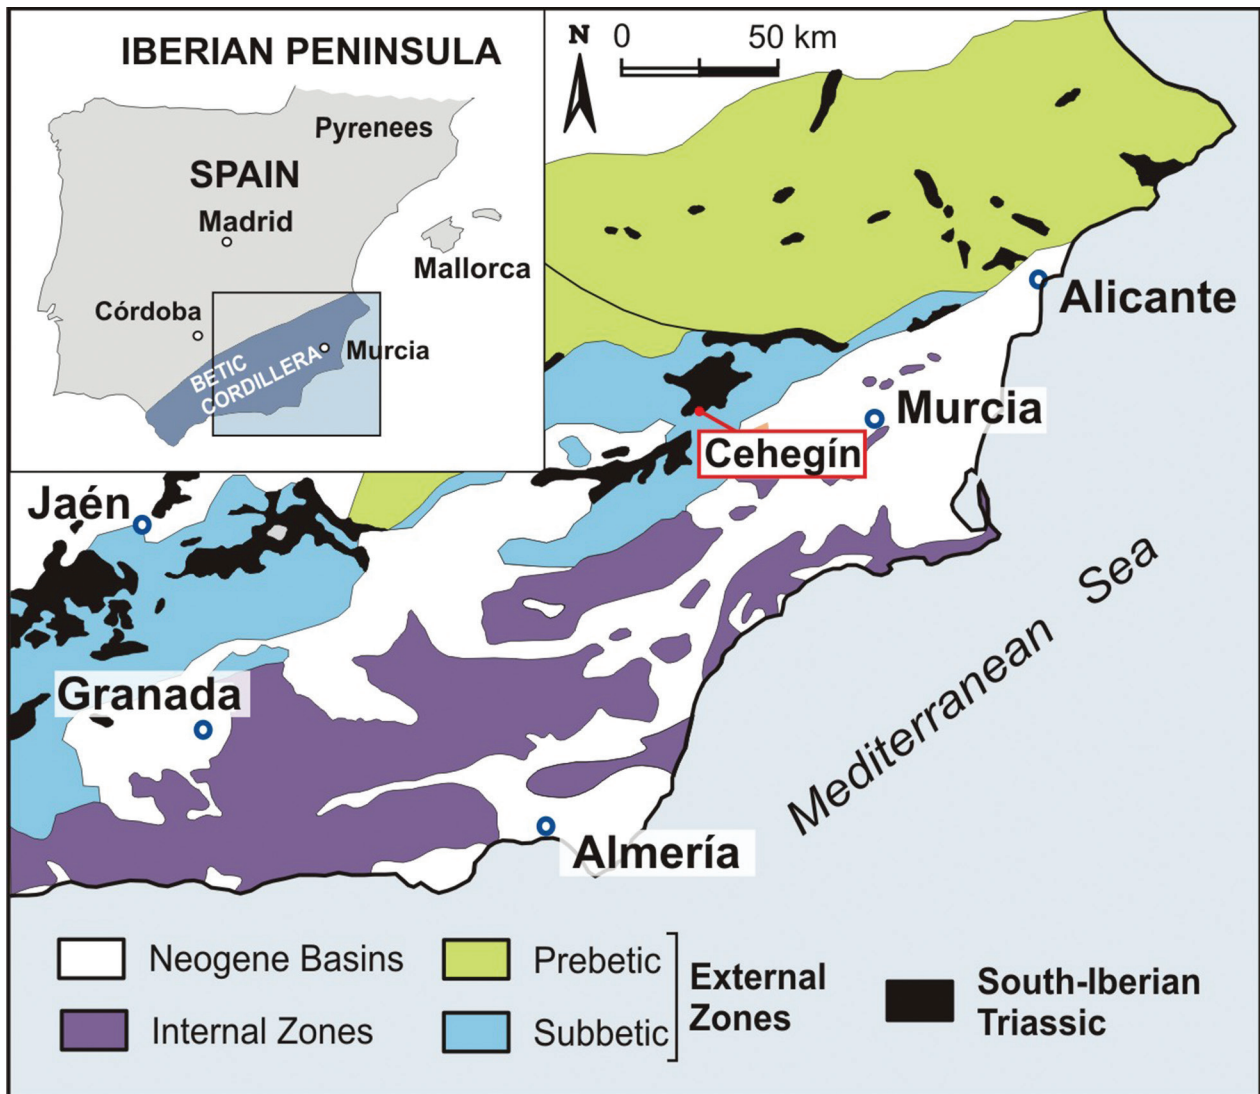 IBERIAN PENINSULA
Pyrenees
SPAIN
Madrid
Mallorca
Córdoba
Murcia
BETIC
CORDILLERA
N 0 50 km
Alicante
Murcia
Cehegín
Jaén
Granada
Almería
Mediterranean Sea
Neogene Basins
Internal Zones
Prebetic
Subbetic
External
Zones
South-Iberian
Triassic